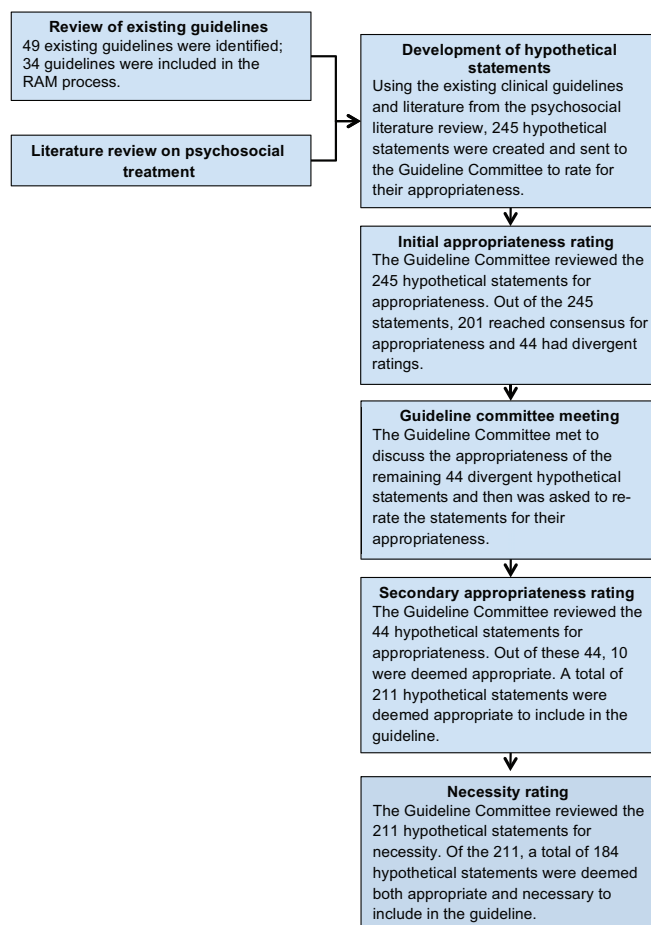 Review of existing guidelines
49 existing guidelines were identified;
34 guidelines were included in the
RAM process.
Literature review on psychosocial
treatment
Development of hypothetical
statements
Using the existing clinical guidelines
and literature from the psychosocial
literature review, 245 hypothetical
statements were created and sent to
the Guideline Committee to rate for
their appropriateness.
Initial appropriateness rating
The Guideline Committee reviewed the
245 hypothetical statements for
appropriateness. Out of the 245
statements, 201 reached consensus for
appropriateness and 44 had divergent
ratings.
Guideline committee meeting
The Guideline Committee met to
discuss the appropriateness of the
remaining 44 divergent hypothetical
statements and then was asked to re-
rate the statements for their
appropriateness.
Secondary appropriateness rating
The Guideline Committee reviewed the
44 hypothetical statements for
appropriateness. Out of these 44, 10
were deemed appropriate. A total of
211 hypothetical statements were
deemed appropriate to include in the
guideline.
Necessity rating
The Guideline Committee reviewed the
211 hypothetical statements for
necessity. Of the 211, a total of 184
hypothetical statements were deemed
both appropriate and necessary to
include in the guideline.